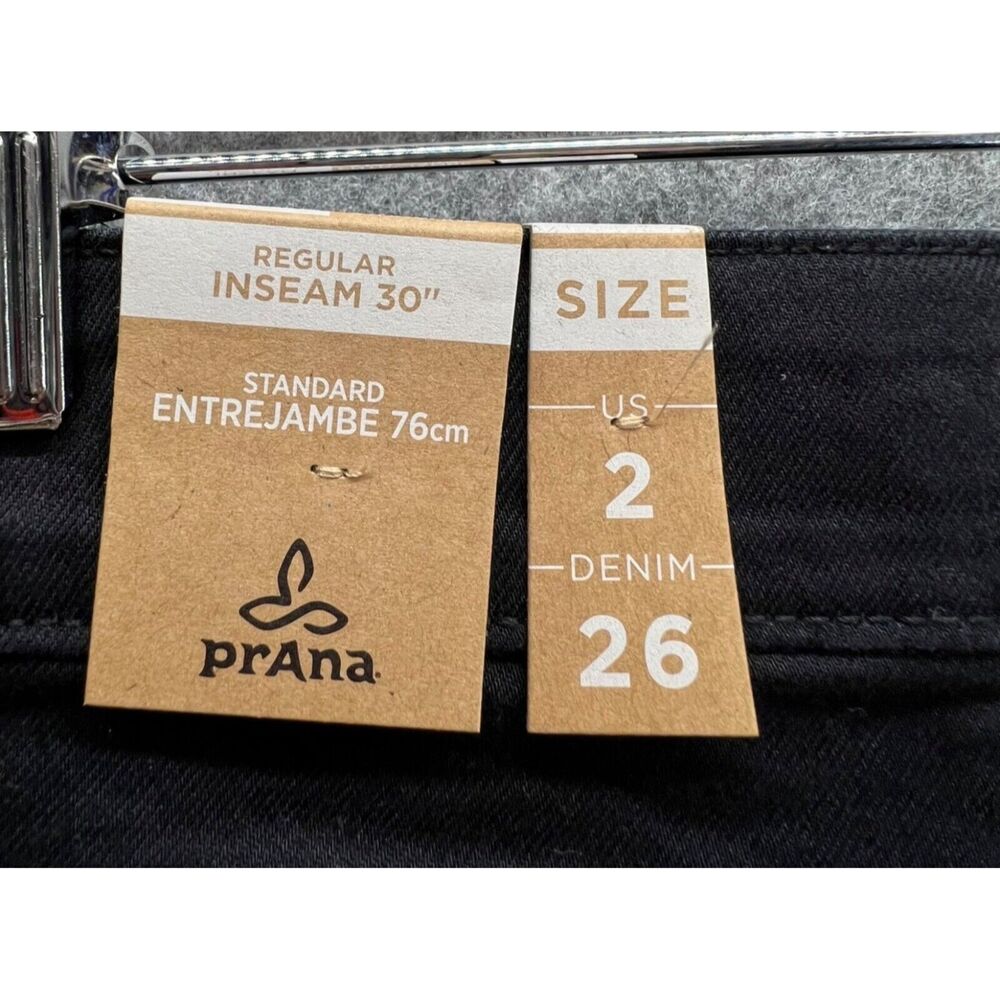 REGULAR
INSEAM 30"
STANDARD
ENTREJAMBE 76cm
prAna
SIZE
US
2
DENIM
26